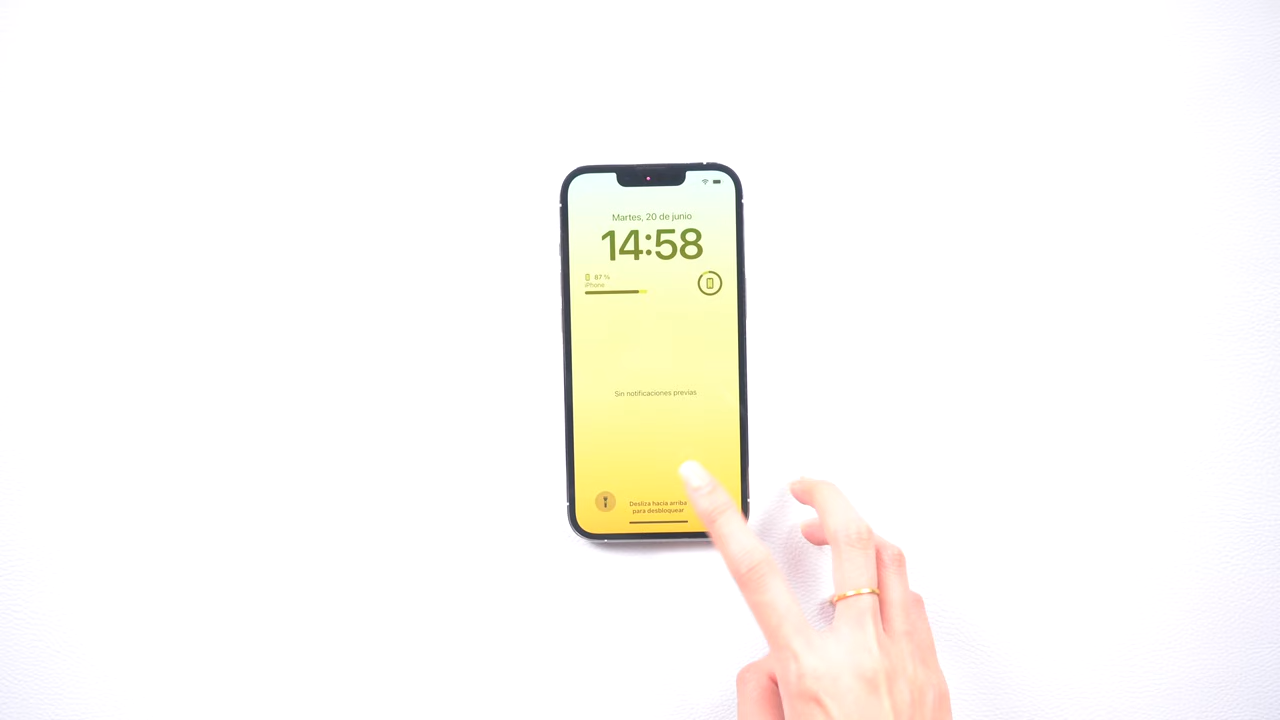 Martes, 20 de junio
14:58
87 %
iPhone
Sin notificaciones previas
Desliza hacia arriba
para desbloquear